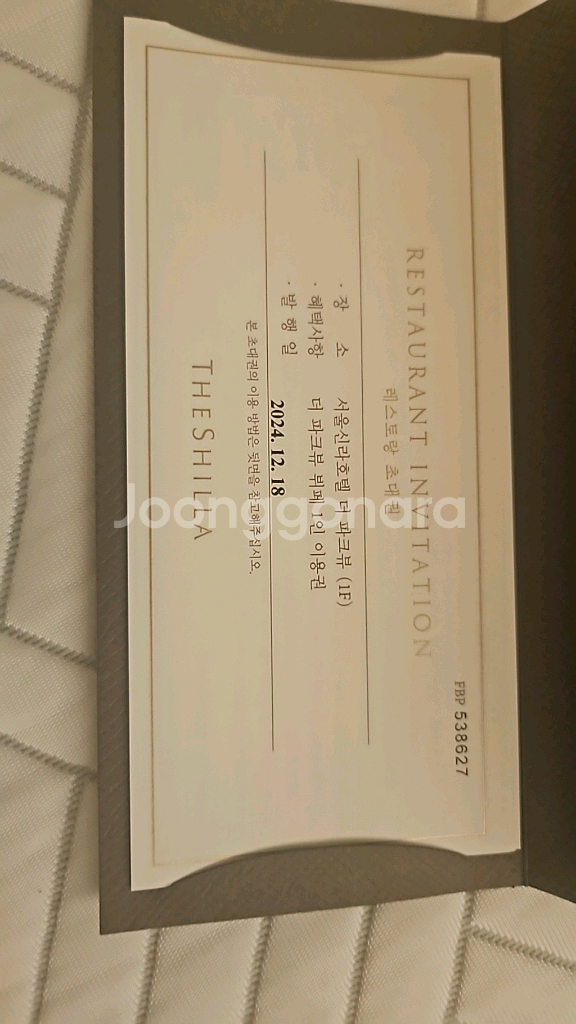 FBP 538627
RESTAURANT INVITATION
레스토랑 초대권
· 장 소 서울신라호텔 더 파크뷰 (1F)
· 혜택사항 더 파크뷰 뷔페 1인 이용권
· 발 행 일 2024. 12. 18
본 초대권의 이용 방법은 뒷면을 참고해주십시오.
THE SHILLA
Joonggonara